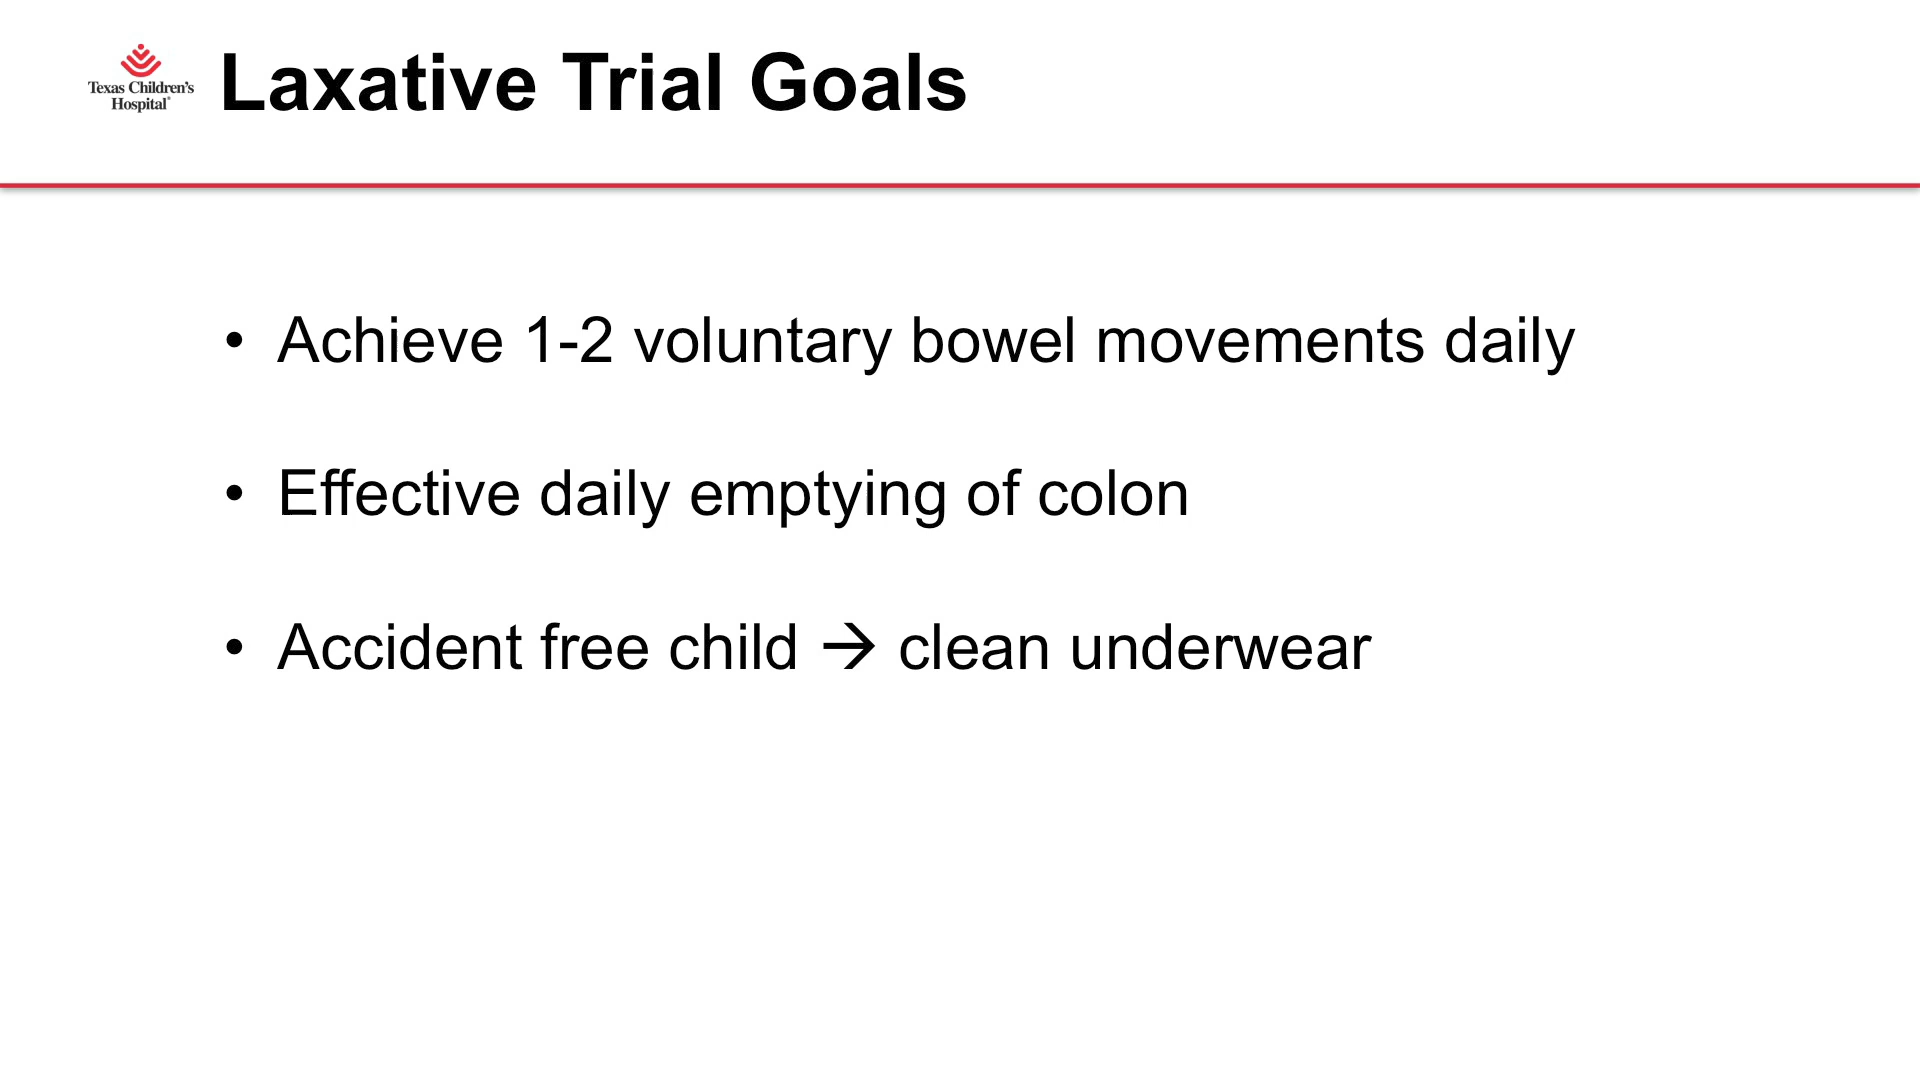 Texas Children's
Hospital®
Laxative Trial Goals
• Achieve 1-2 voluntary bowel movements daily
• Effective daily emptying of colon
• Accident free child → clean underwear